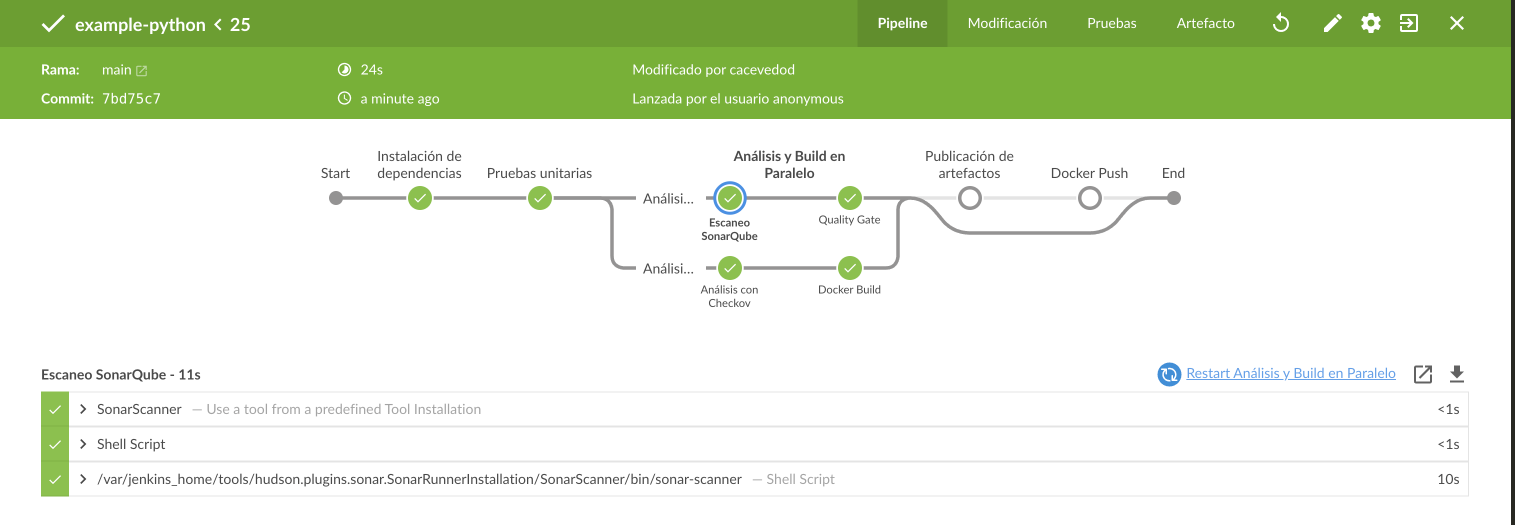 example-python < 25
Pipeline
Modificación
Pruebas
Artefacto
Rama: main
24s
Modificado por cacevedod
Commit: 7bd75c7
a minute ago
Lanzada por el usuario anonymous
Start
Instalación de
dependencias
Pruebas unitarias
Análisis y Build en
Paralelo
Publicación de
artefactos
Docker Push
End
Análisi...
Escaneo
SonarQube
Quality Gate
Análisi...
Análisis con
Checkov
Docker Build
Escaneo SonarQube - 11s
Restart Análisis y Build en Paralelo
SonarScanner — Use a tool from a predefined Tool Installation <1s
Shell Script <1s
/var/jenkins_home/tools/hudson.plugins.sonar.SonarRunnerInstallation/SonarScanner/bin/sonar-scanner — Shell Script 10s